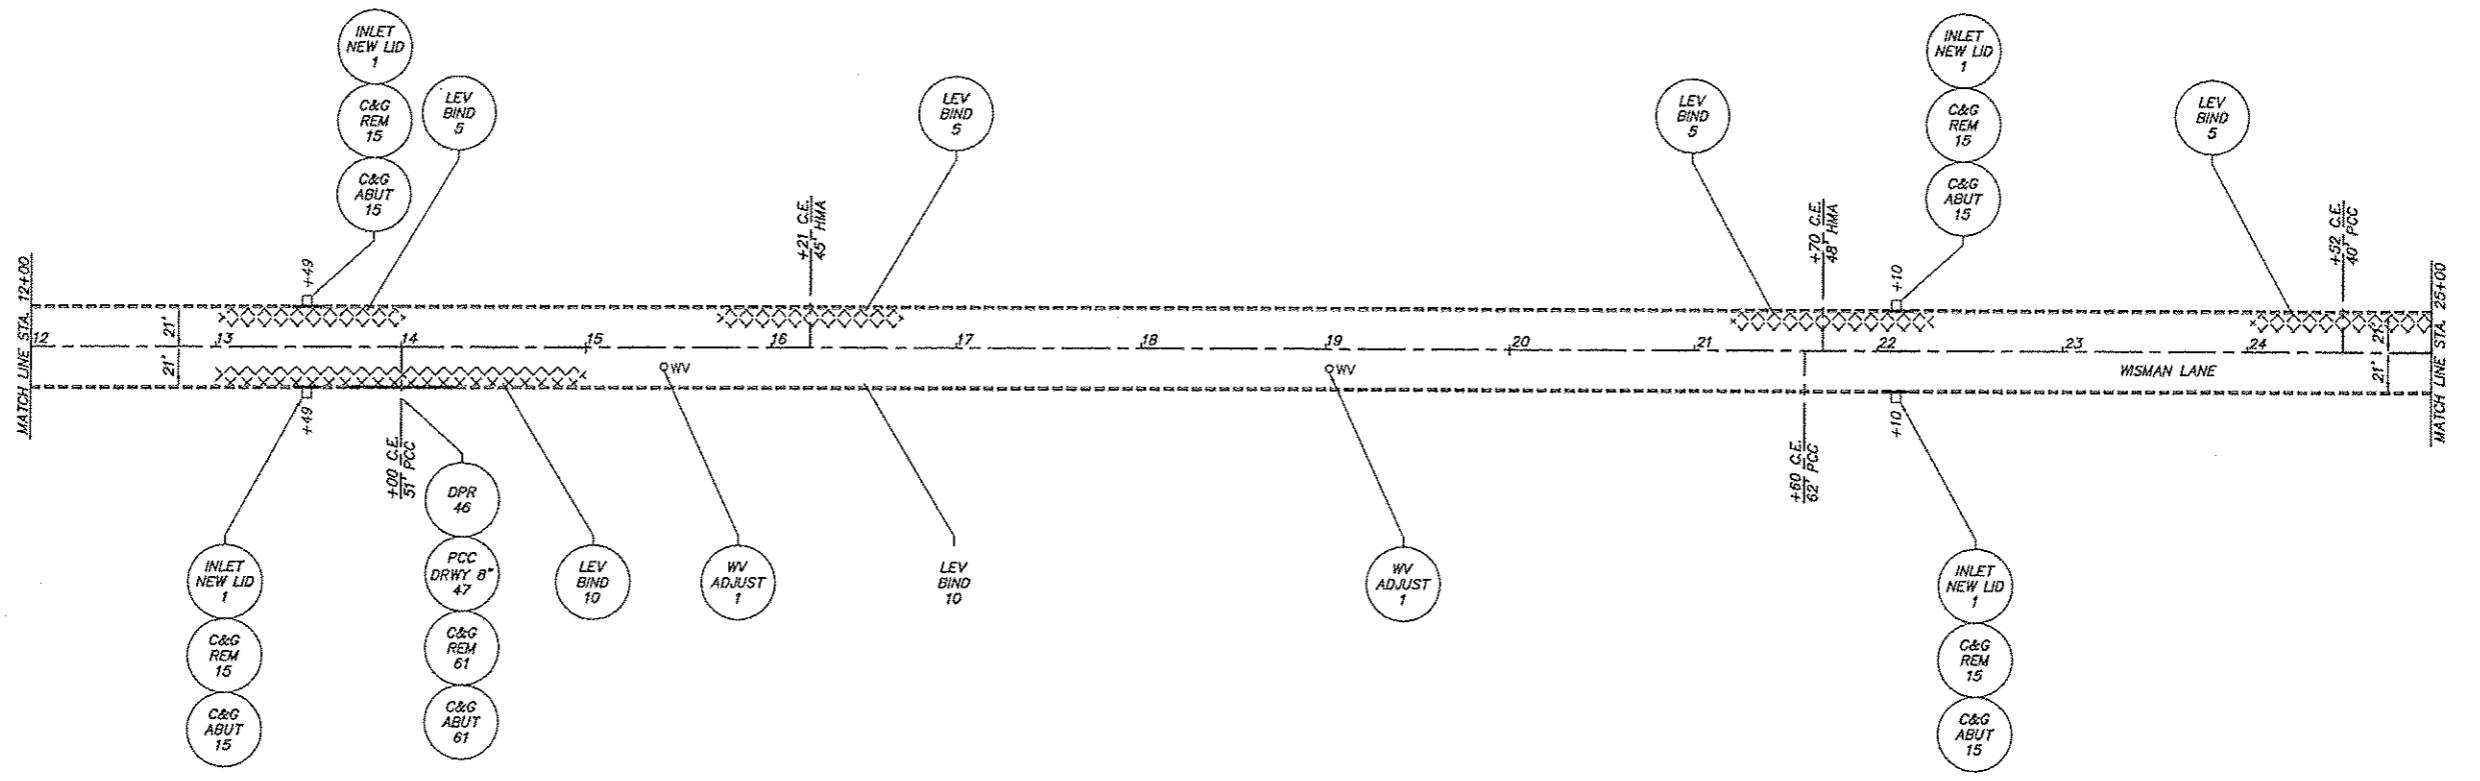 INLET
NEW LID
1
C&G
REM
15
C&G
ABUT
15
LEV
BIND
5
LEV
BIND
5
LEV
BIND
5
INLET
NEW LID
1
C&G
REM
15
C&G
ABUT
15
LEV
BIND
5
MATCH LINE STA. 12+00
+49
+21 C.E.
45' HMA
+70 C.E.
48' HMA
+10
+52 C.E.
40' PCC
MATCH LINE STA. 25+00
21'
21'
12
13
14
15
16
17
18
19
20
21
22
23
24
21'
21'
WV
WV
WISMAN LANE
+49
+00 C.E.
51' PCC
+60 C.E.
62' PCC
+10
INLET
NEW LID
1
C&G
REM
15
C&G
ABUT
15
DPR
46
PCC
DRWY 8"
47
C&G
REM
61
C&G
ABUT
61
LEV
BIND
10
WV
ADJUST
1
LEV
BIND
10
WV
ADJUST
1
INLET
NEW LID
1
C&G
REM
15
C&G
ABUT
15